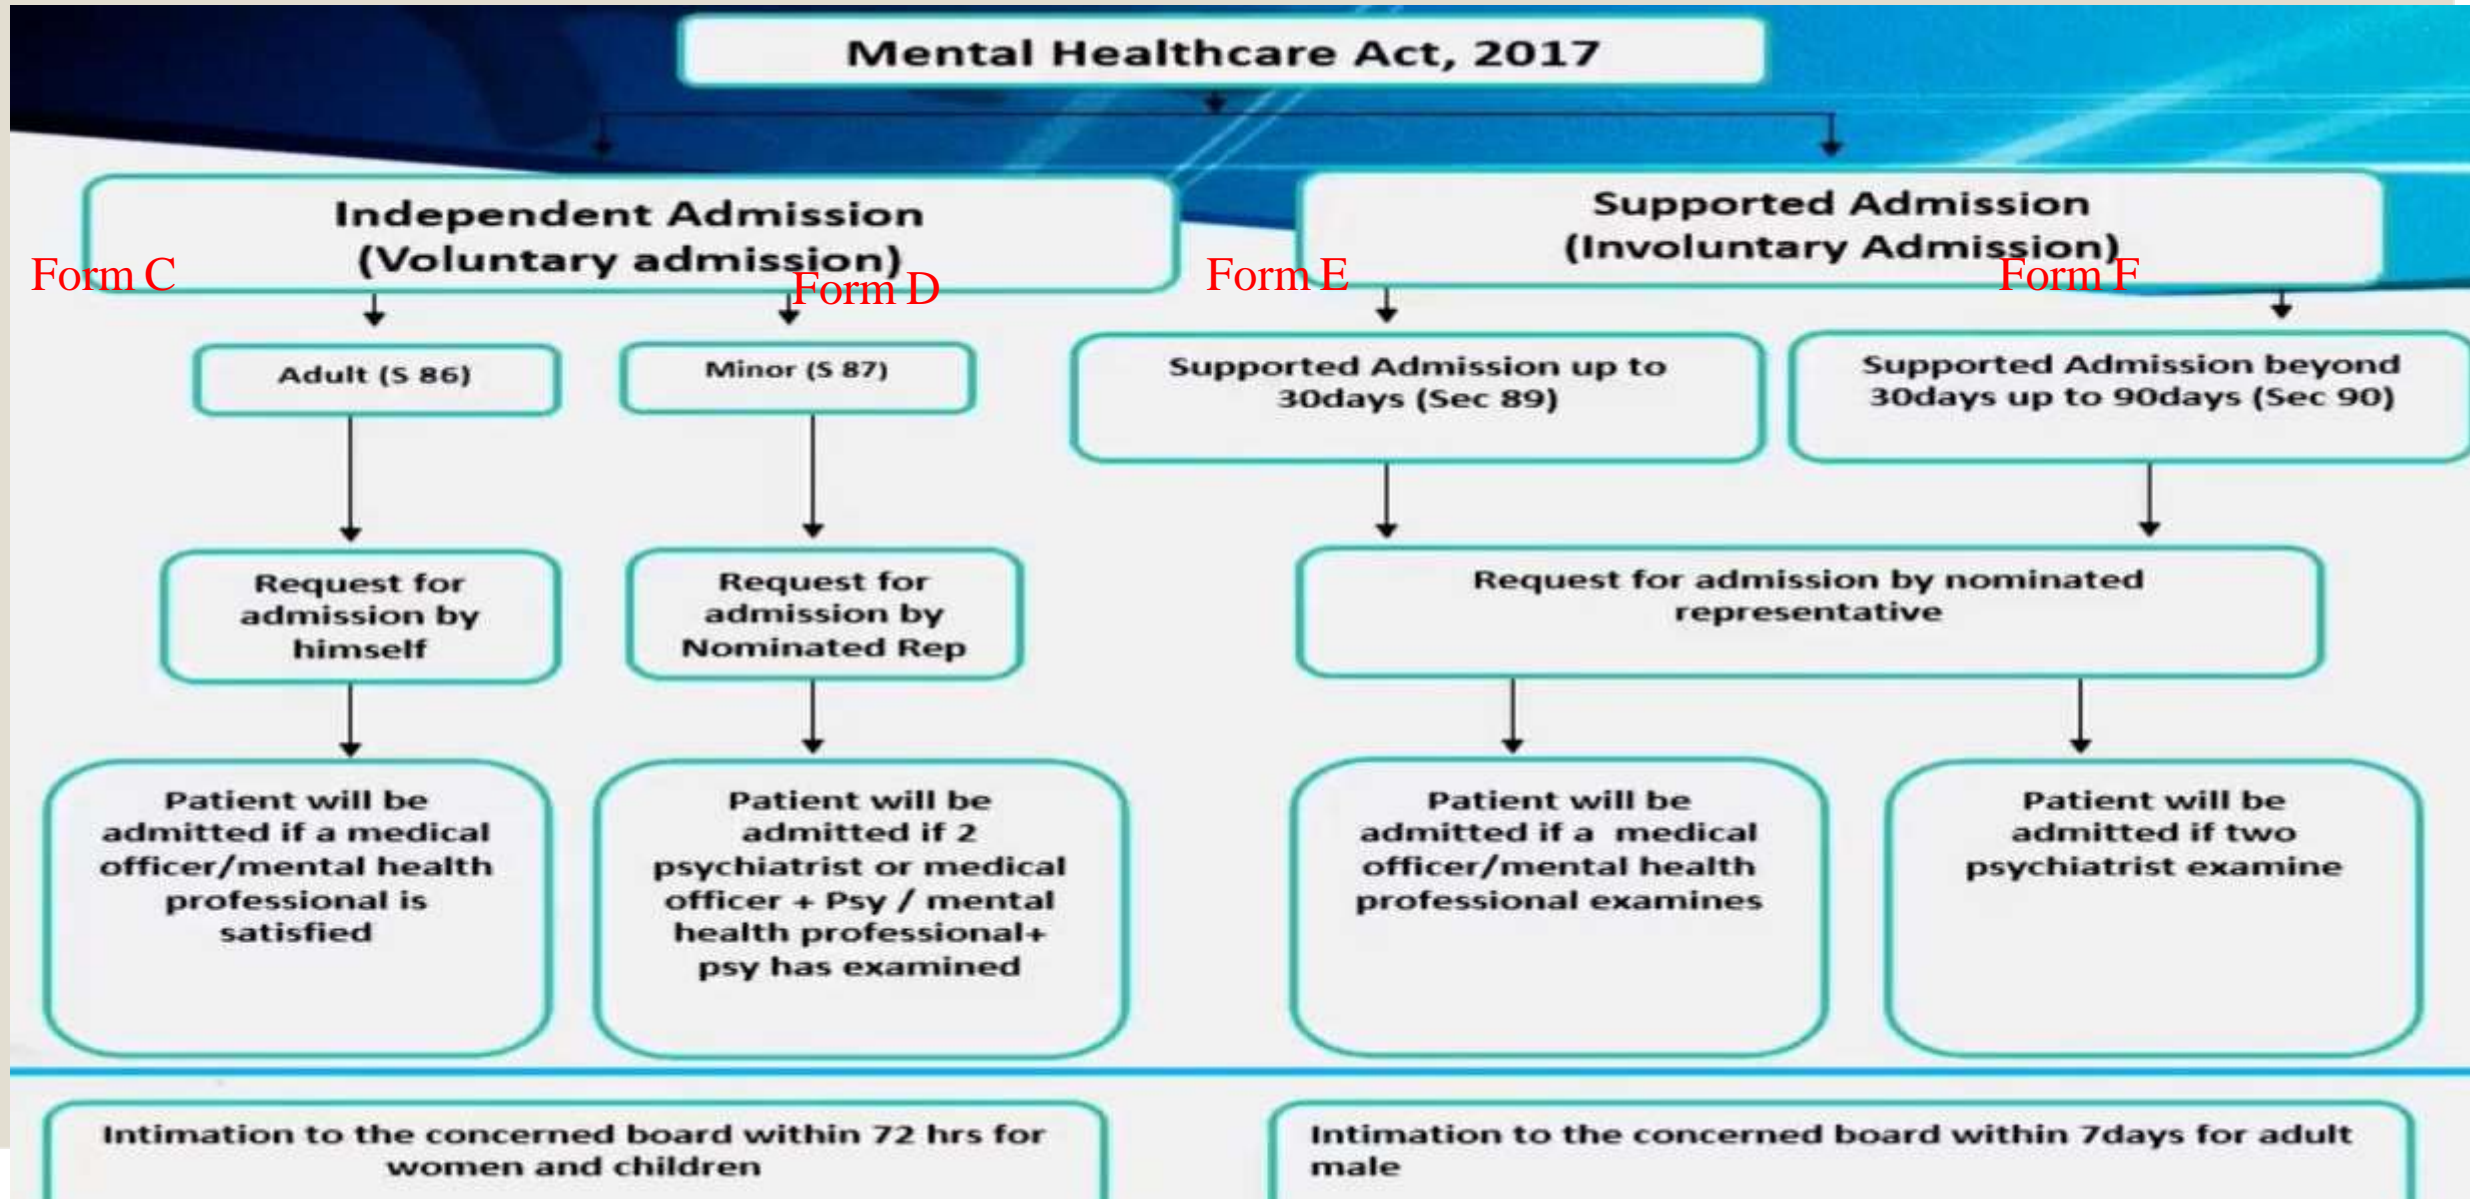 Mental Healthcare Act, 2017
Independent Admission
(Voluntary admission)
Supported Admission
(Involuntary Admission)
Form C
Form D
Form E
Form F
Adult (S 86)
Minor (S 87)
Supported Admission up to
30days (Sec 89)
Supported Admission beyond
30days up to 90days (Sec 90)
Request for
admission by
himself
Request for
admission by
Nominated Rep
Request for admission by nominated
representative
Patient will be
admitted if a medical
officer/mental health
professional is
satisfied
Patient will be
admitted if 2
psychiatrist or medical
officer + Psy / mental
health professional+
psy has examined
Patient will be
admitted if a medical
officer/mental health
professional examines
Patient will be
admitted if two
psychiatrist examine
Intimation to the concerned board within 72 hrs for
women and children
Intimation to the concerned board within 7days for adult
male